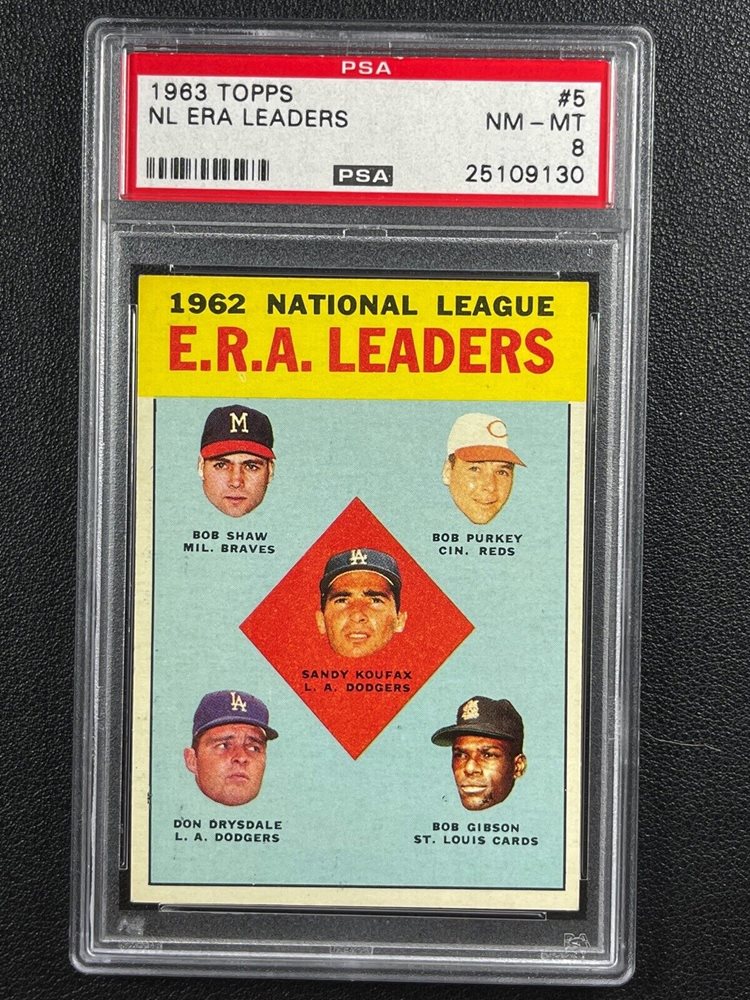 PSA
1963 TOPPS #5
NL ERA LEADERS NM-MT
8
PSA 25109130
1962 NATIONAL LEAGUE
E.R.A. LEADERS
M
C
BOB SHAW
MIL. BRAVES
BOB PURKEY
CIN. REDS
LA
SANDY KOUFAX
L. A. DODGERS
LA
STL
DON DRYSDALE
L. A. DODGERS
BOB GIBSON
ST. LOUIS CARDS